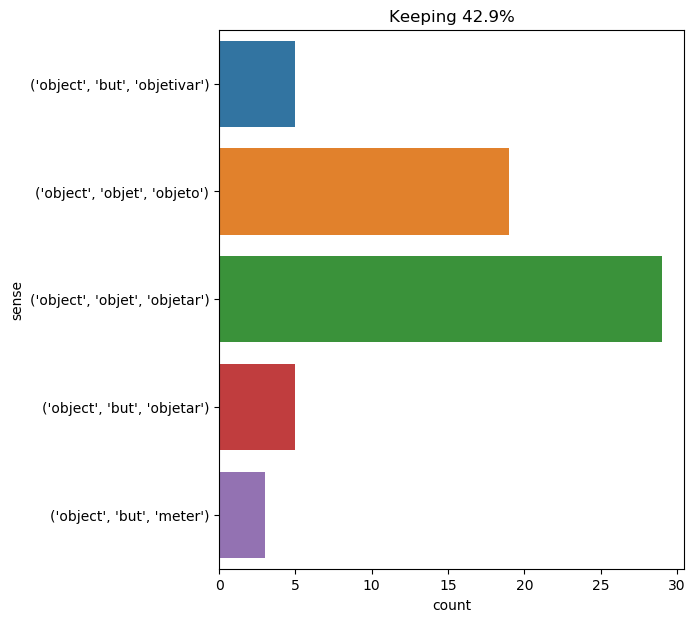 Keeping 42.9%
('object', 'but', 'objetivar')
('object', 'objet', 'objeto')
('object', 'objet', 'objetar')
('object', 'but', 'objetar')
('object', 'but', 'meter')
sense
0 5 10 15 20 25 30
count